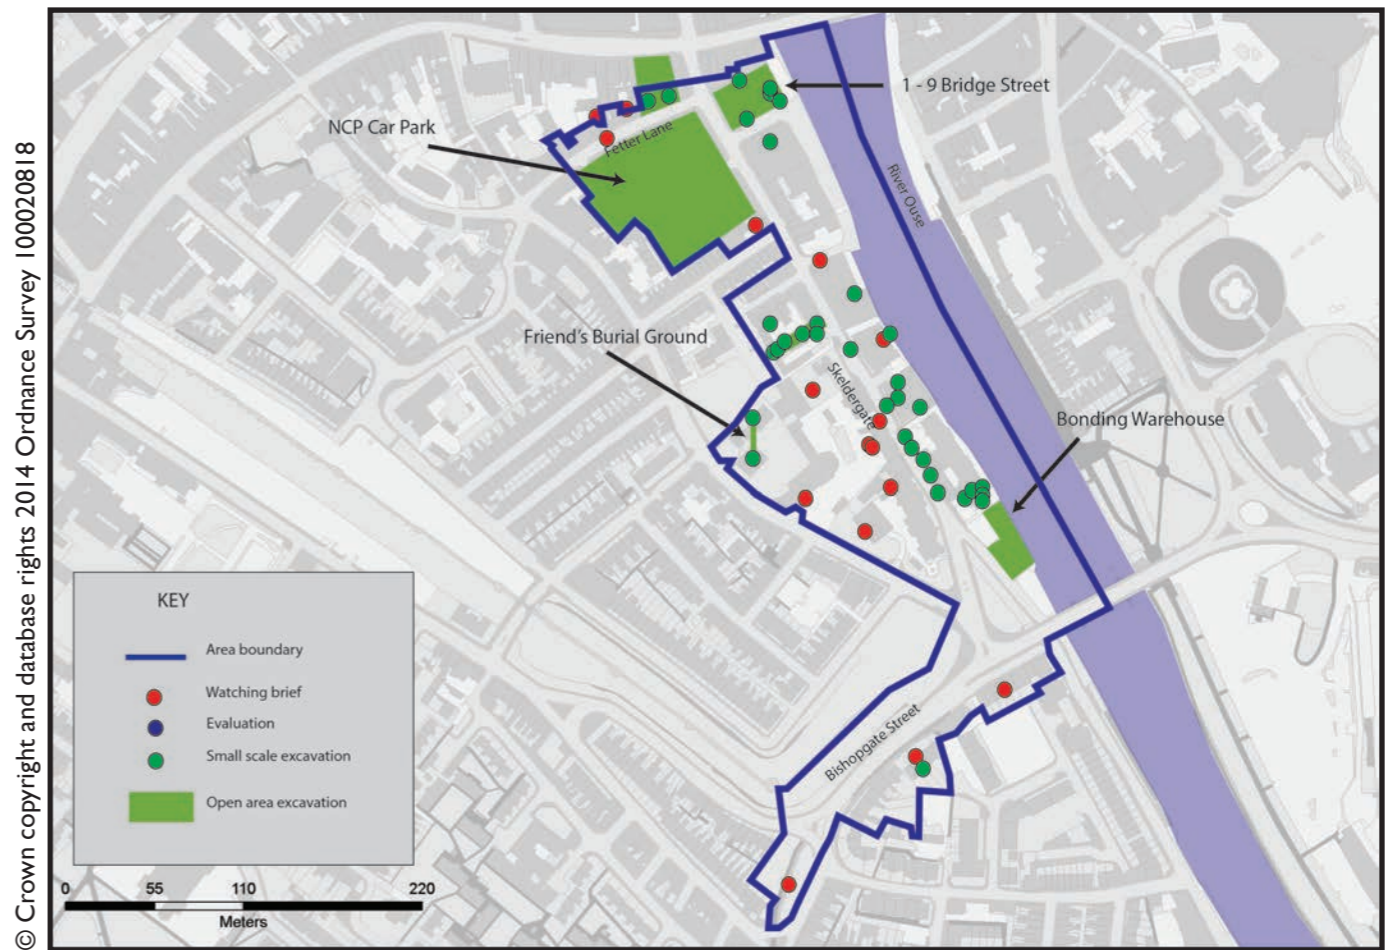 © Crown copyright and database rights 2014 Ordnance Survey 100020818
1 - 9 Bridge Street
NCP Car Park
Fetter Lane
River Ouse
Friend's Burial Ground
Skeldergate
Bonding Warehouse
Bishopgate Street
KEY
Area boundary
Watching brief
Evaluation
Small scale excavation
Open area excavation
0 55 110 220
Meters